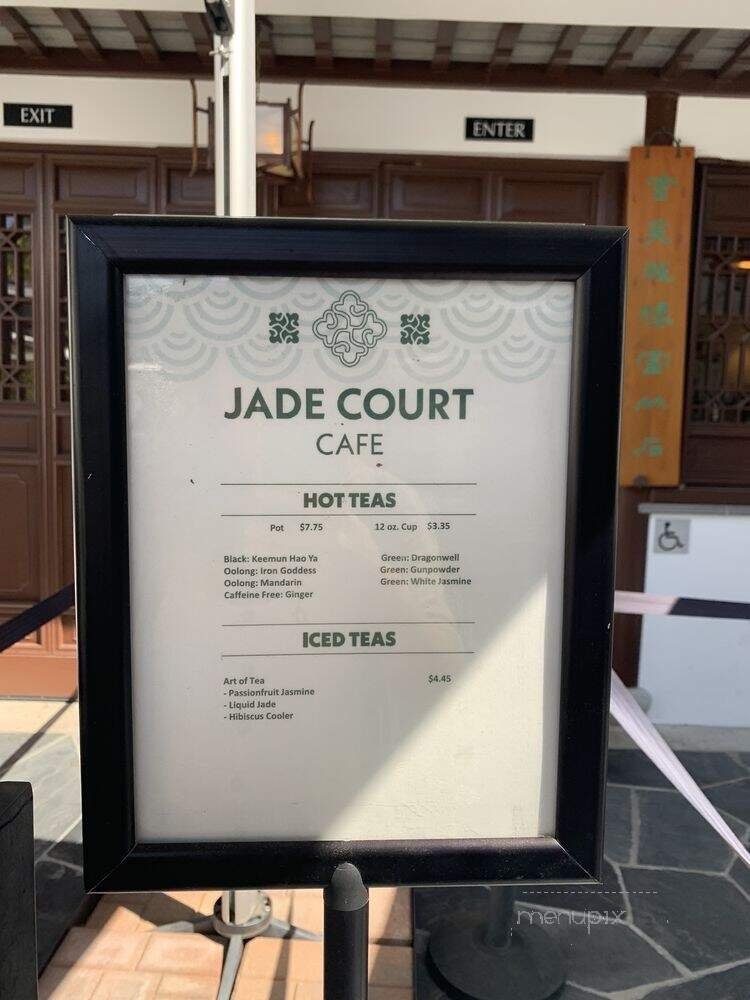 EXIT
ENTER
JADE COURT
CAFE
HOT TEAS
Pot $7.75 12 oz. Cup $3.35
Black: Keemun Hao Ya
Oolong: Iron Goddess
Oolong: Mandarin
Caffeine Free: Ginger
Green: Dragonwell
Green: Gunpowder
Green: White Jasmine
ICED TEAS
Art of Tea $4.45
- Passionfruit Jasmine
- Liquid Jade
- Hibiscus Cooler
menupix